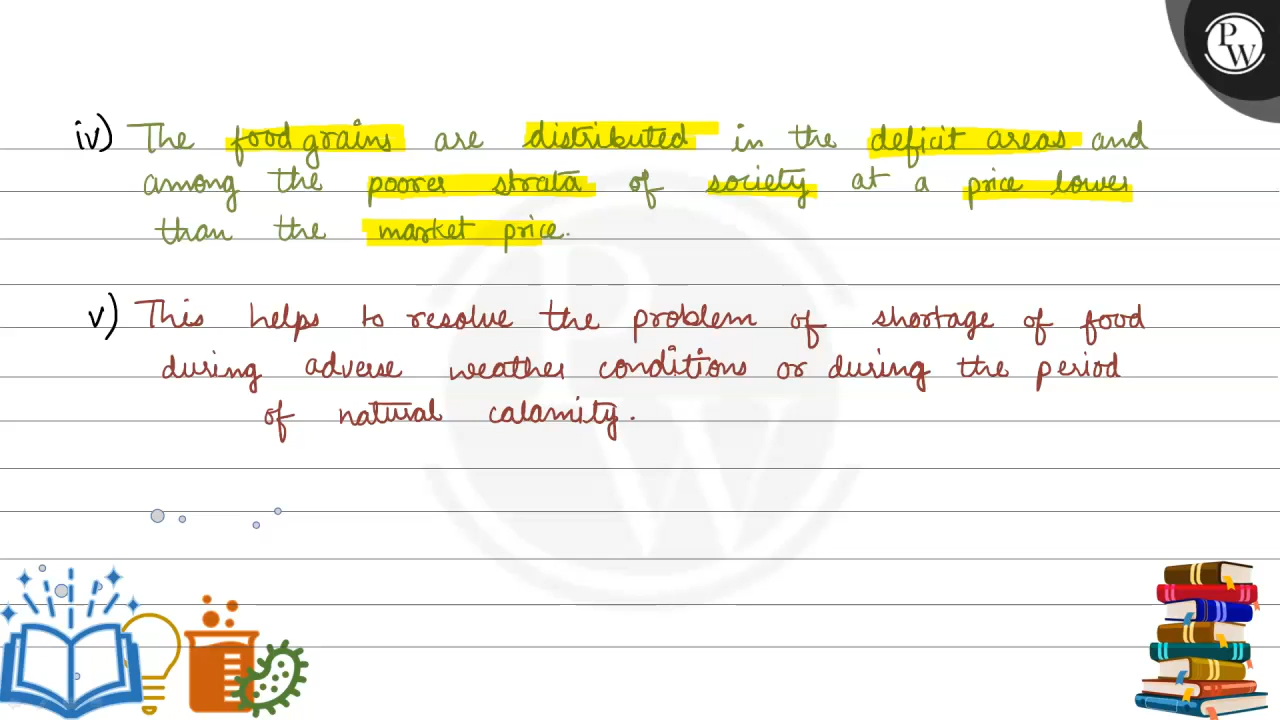 PW
iv) The food grains are distributed in the deficit areas and
among the poorer strata of society at a price lower
than the market price.
v) This helps to resolve the problem of shortage of food
during adverse weather conditions or during the period
of natural calamity.
PW